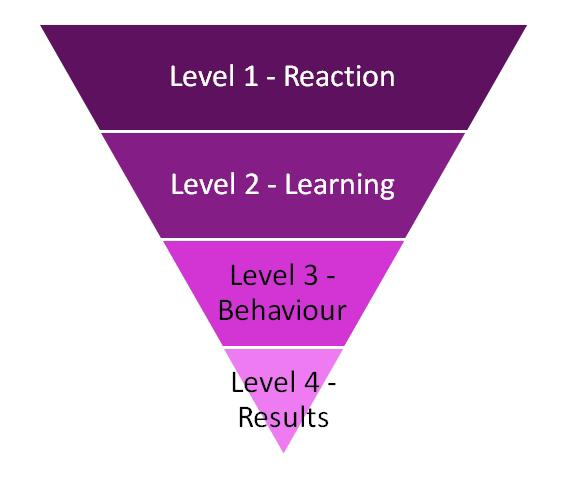 Level 1 - Reaction
Level 2 - Learning
Level 3 -
Behaviour
Level 4 -
Results